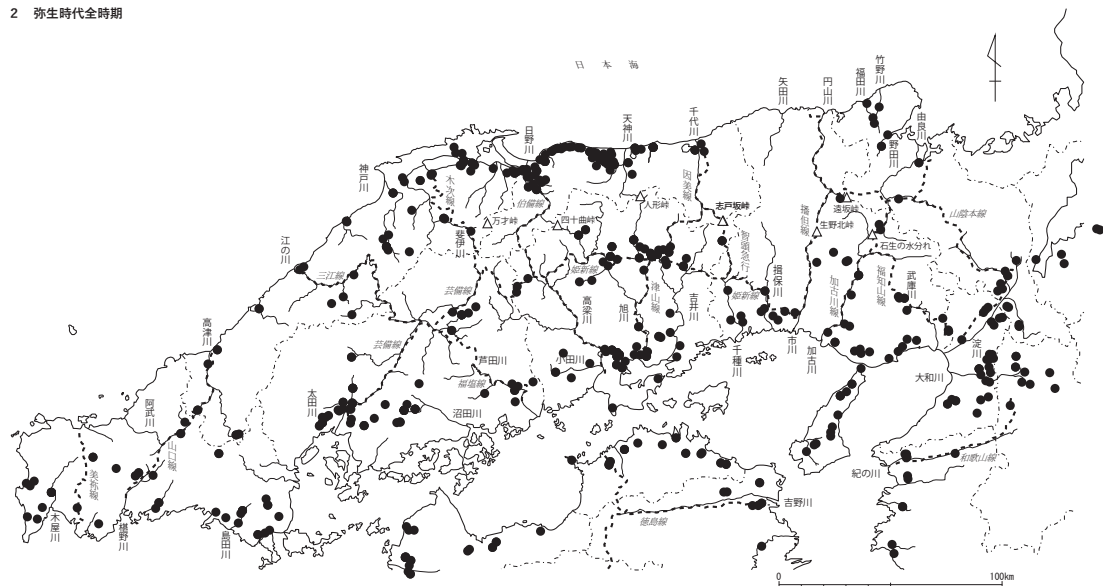 2 弥生時代全時期
日本海
竹野川
福田川
円山川
矢田川
由良川
千代川
天神川
日野川
野田川
神戸川
木次線
因美線
伯備線
人形峠
志戸坂峠
遠坂峠
万才峠
四十曲峠
播但線
生野北峠
山陰本線
斐伊川
智頭急行
石生の水分れ
江の川
三江線
姫新線
津山線
揖保川
加古川線
福知山線
武庫川
芸備線
姫新線
高梁川
旭川
吉井川
高津川
芸備線
芦田川
小田川
千種川
市川
加古川
淀川
大和川
福塩線
太田川
沼田川
阿武川
山口線
美祢線
紀の川
和歌山線
吉野川
徳島線
木屋川
椹野川
島田川
0 100km